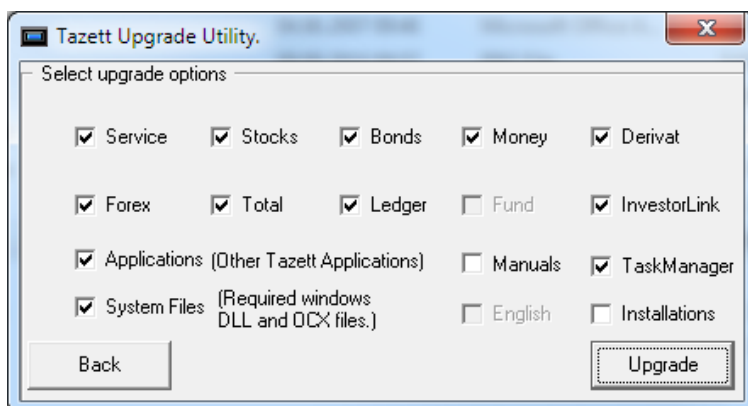 Tazett Upgrade Utility.
Select upgrade options
Service Stocks Bonds Money Derivat
Forex Total Ledger Fund InvestorLink
Applications (Other Tazett Applications) Manuals TaskManager
System Files (Required windows
DLL and OCX files.) English Installations
Back Upgrade